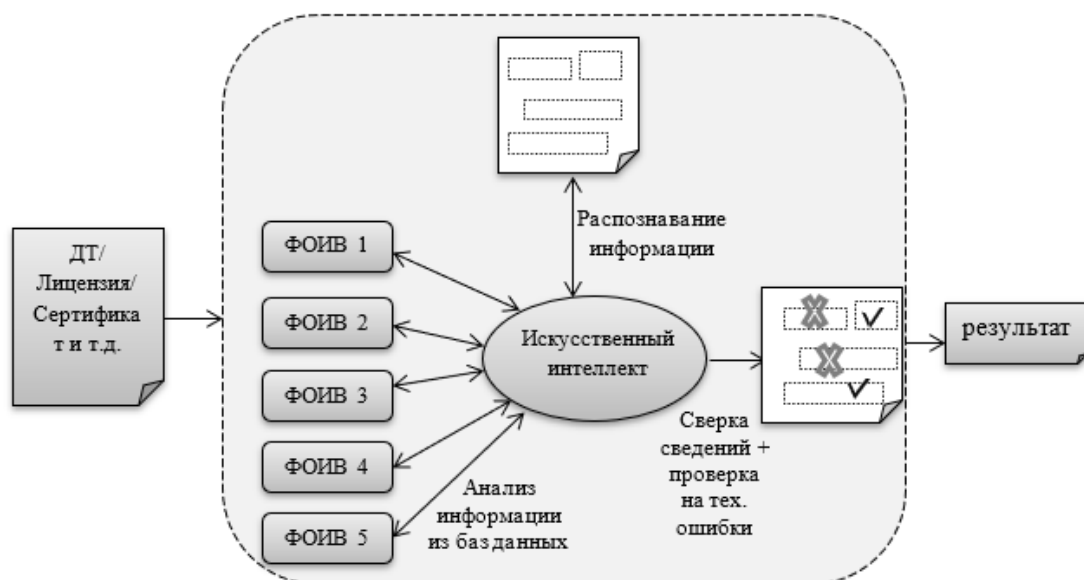 ДТ/
Лицензия/
Сертифика
т и т.д.
ФОИВ 1
ФОИВ 2
ФОИВ 3
ФОИВ 4
ФОИВ 5
Распознавание
информации
Искусственный
интеллект
Анализ
информации
из баз данных
Сверка
сведений +
проверка
на тех.
ошибки
результат